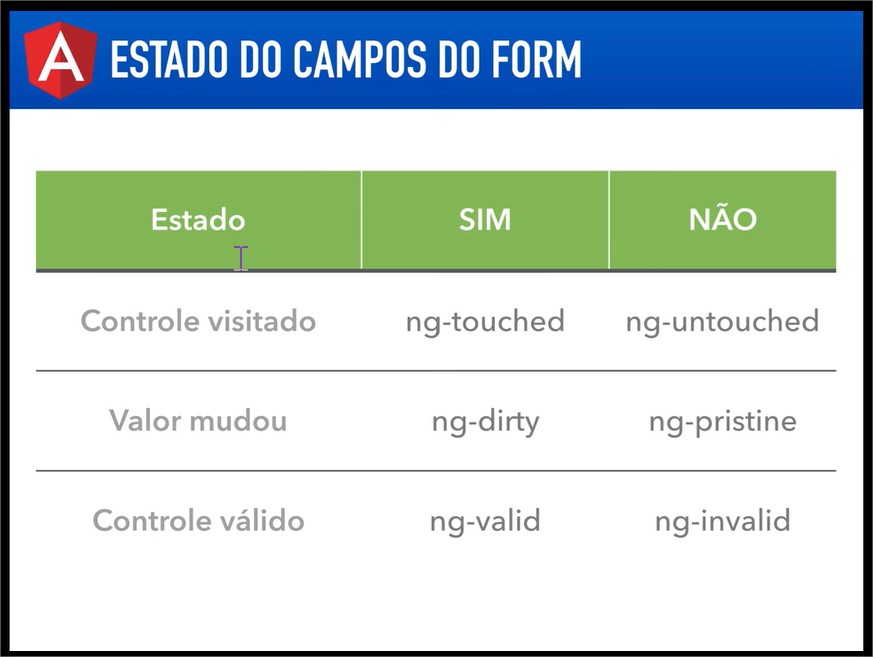 A
ESTADO DO CAMPOS DO FORM
Estado SIM NÃO
Controle visitado ng-touched ng-untouched
Valor mudou ng-dirty ng-pristine
Controle válido ng-valid ng-invalid